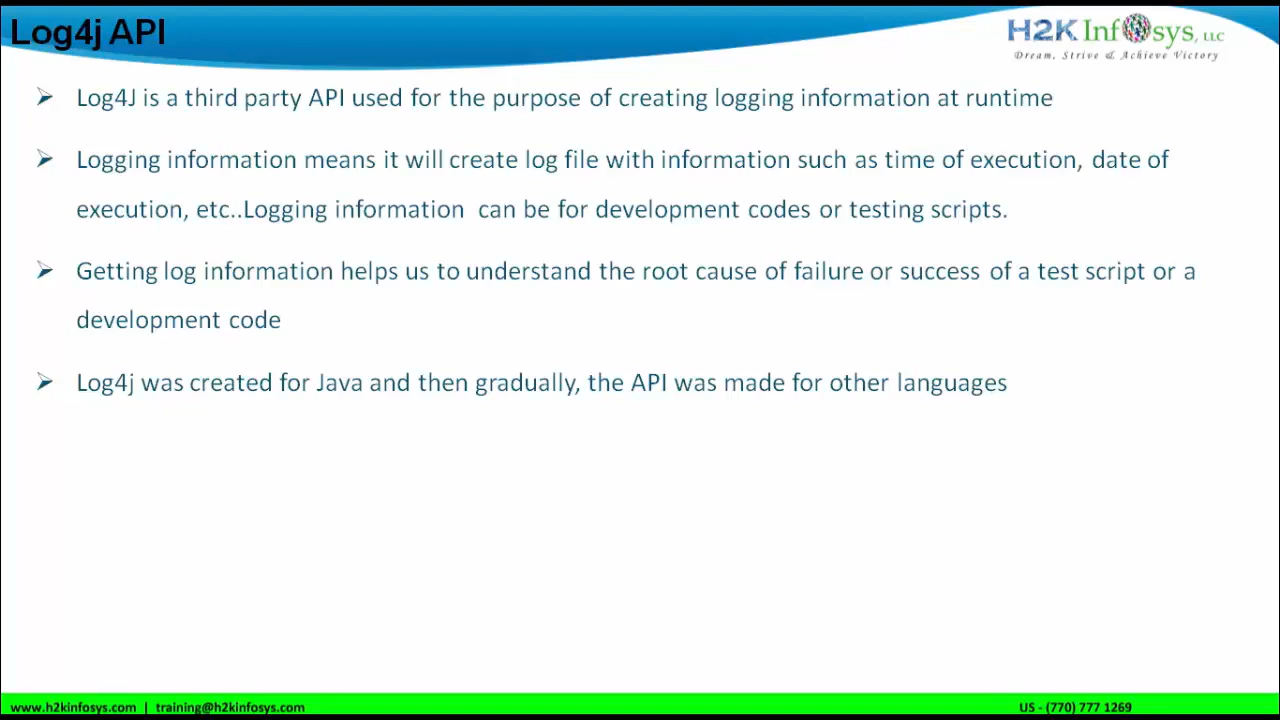 Log4j API
H2K Infosys, LLC
Dream, Strive & Achieve Victory
Log4J is a third party API used for the purpose of creating logging information at runtime
Logging information means it will create log file with information such as time of execution, date of
execution, etc..Logging information can be for development codes or testing scripts.
Getting log information helps us to understand the root cause of failure or success of a test script or a
development code
Log4j was created for Java and then gradually, the API was made for other languages
www.h2kinfosys.com | training@h2kinfosys.com
US - (770) 777 1269